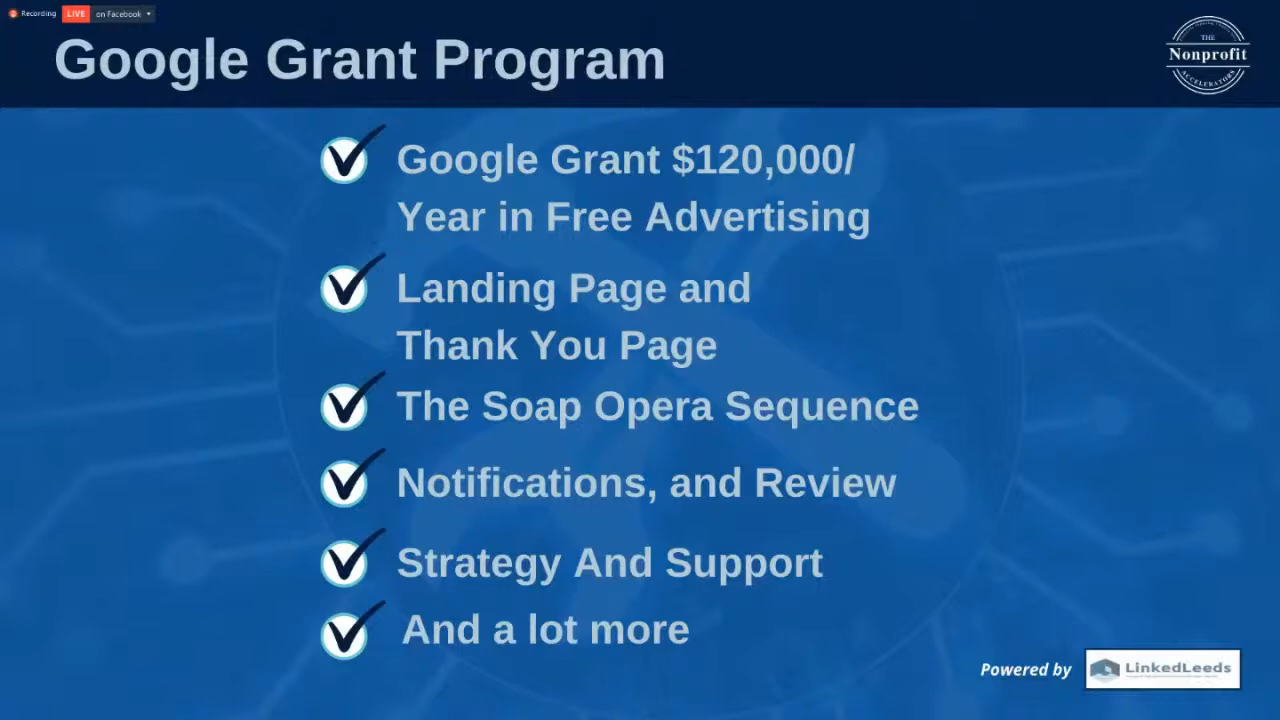 Recording
LIVE on Facebook
Google Grant Program
THE
Nonprofit
ACCELERATORS
Google Grant $120,000/
Year in Free Advertising
Landing Page and
Thank You Page
The Soap Opera Sequence
Notifications, and Review
Strategy And Support
And a lot more
Powered by
LinkedLeeds